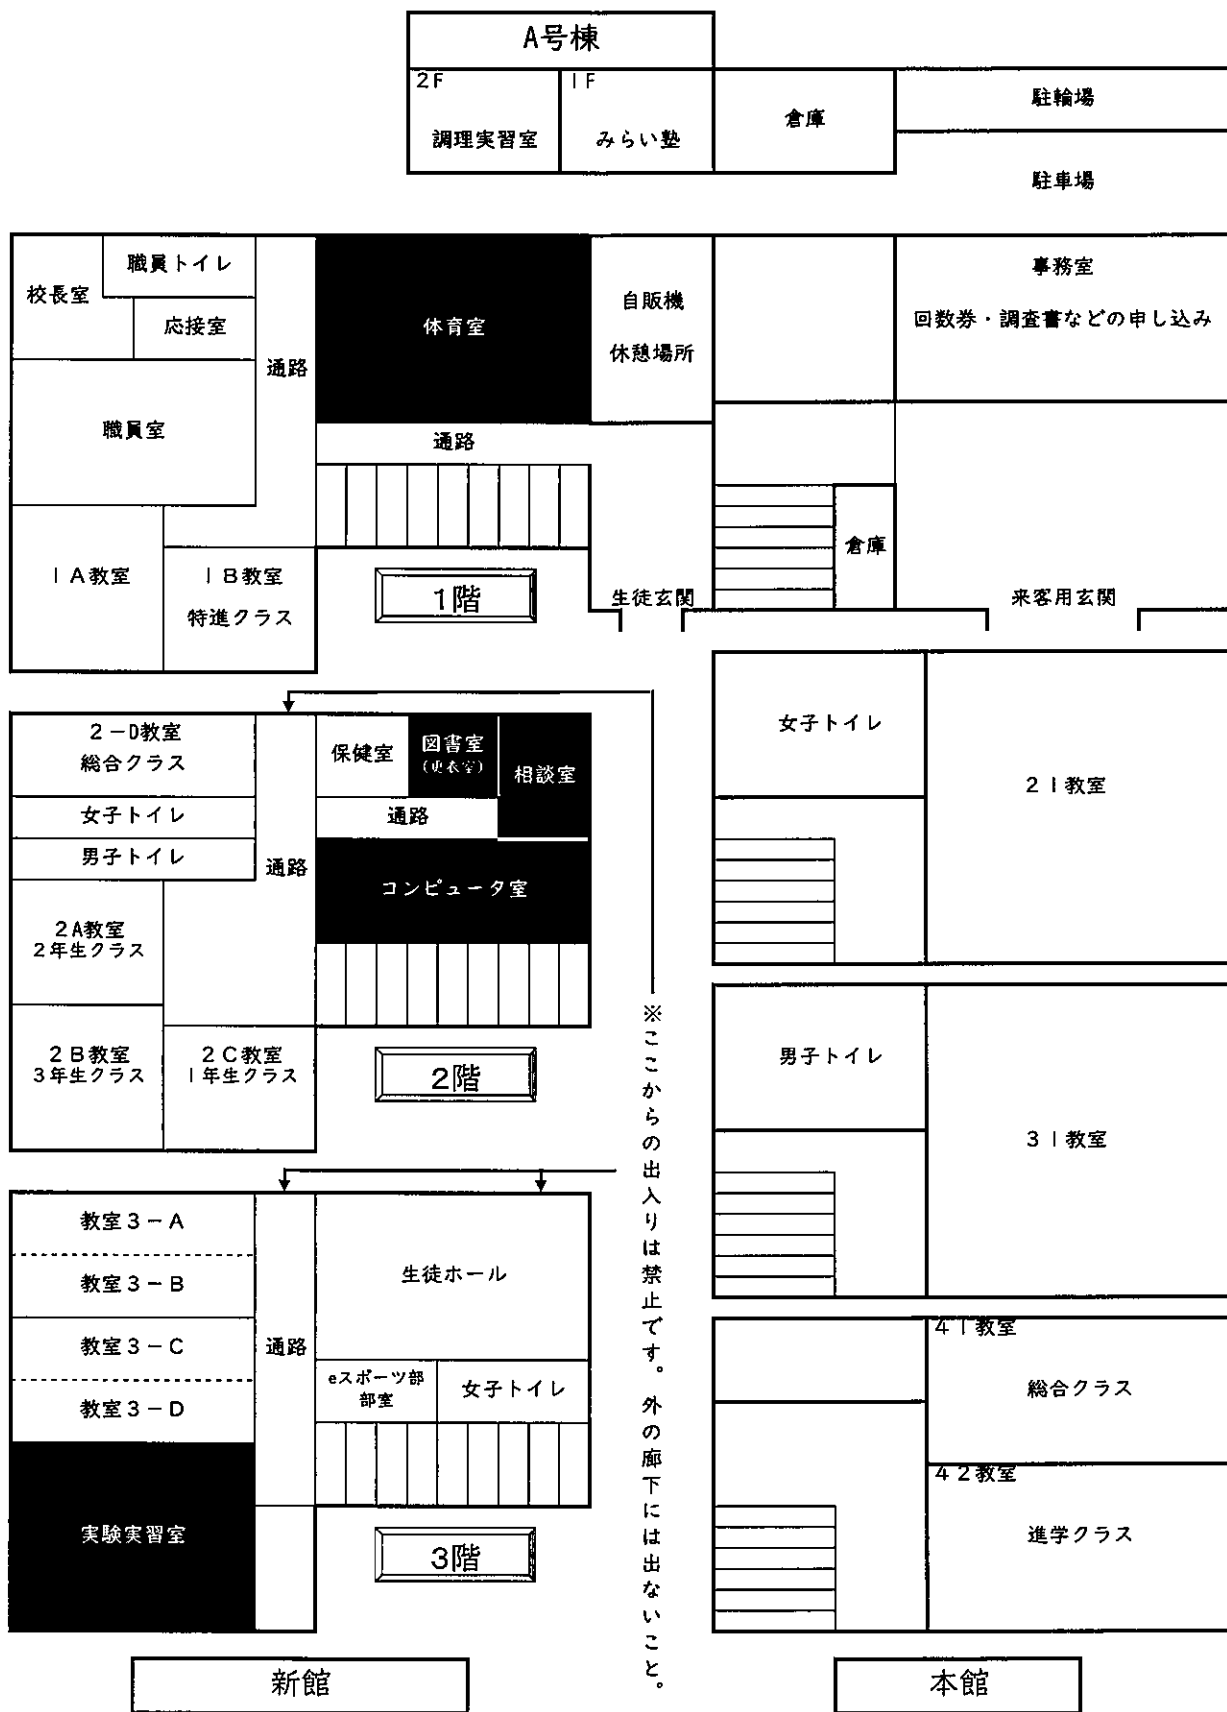 A号棟
2F
1F
調理実習室
みらい塾
倉庫
駐輪場
駐車場
校長室
職員トイレ
応接室
職員室
通路
体育室
通路
自販機
休憩場所
事務室
回数券・調査書などの申し込み
倉庫
1A教室
1B教室
特進クラス
1階
生徒玄関
来客用玄関
2-D教室
総合クラス
女子トイレ
男子トイレ
通路
保健室
図書室
(更衣室)
相談室
通路
コンピュータ室
2A教室
2年生クラス
2B教室
3年生クラス
2C教室
1年生クラス
2階
女子トイレ
21教室
男子トイレ
31教室
※ここからの出入りは禁止です。外の廊下には出ないこと。
教室3-A
教室3-B
教室3-C
教室3-D
通路
生徒ホール
eスポーツ部
部室
女子トイレ
実験実習室
3階
41教室
総合クラス
42教室
進学クラス
新館
本館